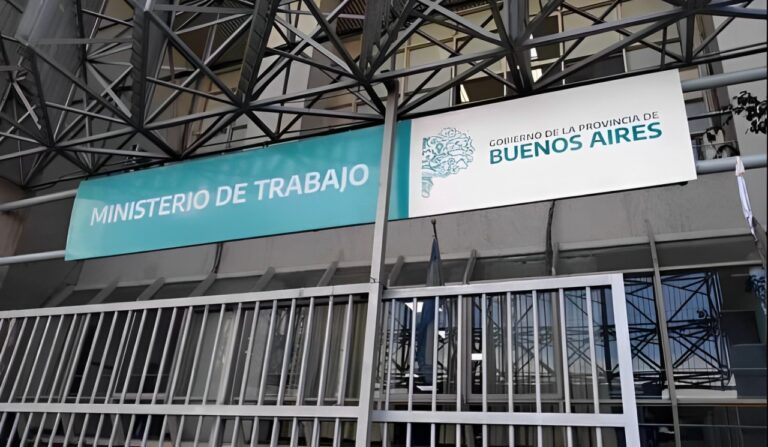 MINISTERIO DE TRABAJO
GOBIERNO DE LA PROVINCIA DE
BUENOS AIRES